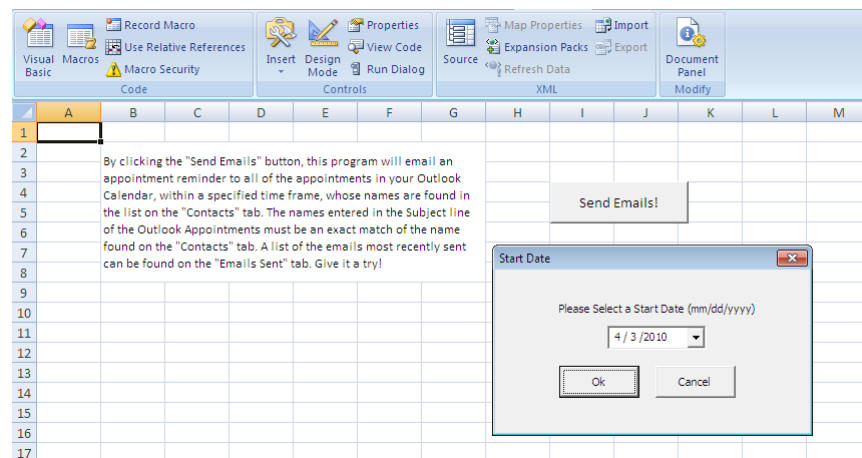 Record Macro
Use Relative References
Macro Security
Visual Basic
Macros
Code
Insert
Design Mode
Properties
View Code
Run Dialog
Controls
Source
Map Properties
Expansion Packs
Refresh Data
Import
Export
XML
Document Panel
Modify
A B C D E F G H I J K L M
1
2
3
4
5
6
7
8
9
10
11
12
13
14
15
16
17
By clicking the "Send Emails" button, this program will email an
appointment reminder to all of the appointments in your Outlook
Calendar, within a specified time frame, whose names are found in
the list on the "Contacts" tab. The names entered in the Subject line
of the Outlook Appointments must be an exact match of the name
found on the "Contacts" tab. A list of the emails most recently sent
can be found on the "Emails Sent" tab. Give it a try!
Send Emails!
Start Date
Please Select a Start Date (mm/dd/yyyy)
4 / 3 /2010
Ok
Cancel